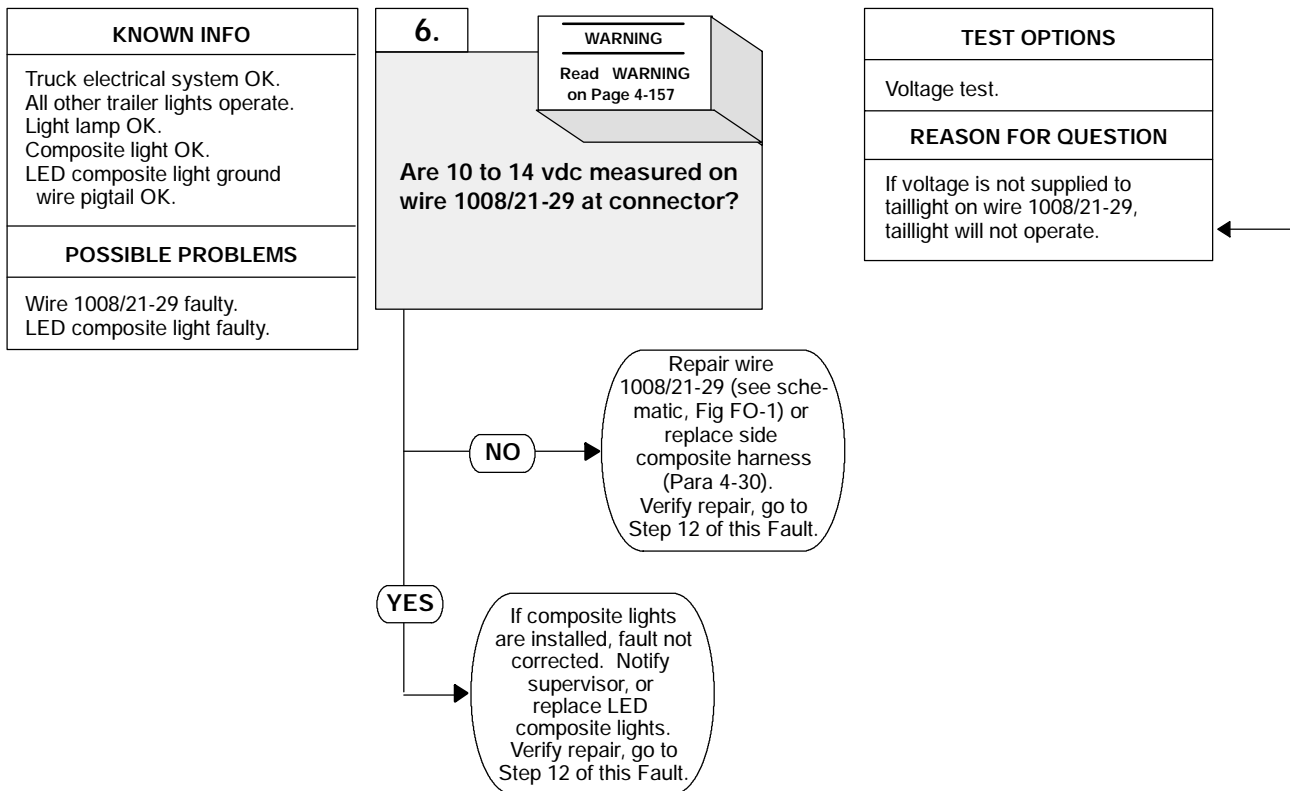 KNOWN INFO
Truck electrical system OK.
All other trailer lights operate.
Light lamp OK.
Composite light OK.
LED composite light ground
wire pigtail OK.
POSSIBLE PROBLEMS
Wire 1008/21-29 faulty.
LED composite light faulty.
6.
WARNING
Read WARNING
on Page 4-157
Are 10 to 14 vdc measured on
wire 1008/21-29 at connector?
TEST OPTIONS
Voltage test.
REASON FOR QUESTION
If voltage is not supplied to
taillight on wire 1008/21-29,
taillight will not operate.
NO
Repair wire
1008/21-29 (see sche-
matic, Fig FO-1) or
replace side
composite harness
(Para 4-30).
Verify repair, go to
Step 12 of this Fault.
YES
If composite lights
are installed, fault not
corrected. Notify
supervisor, or
replace LED
composite lights.
Verify repair, go to
Step 12 of this Fault.